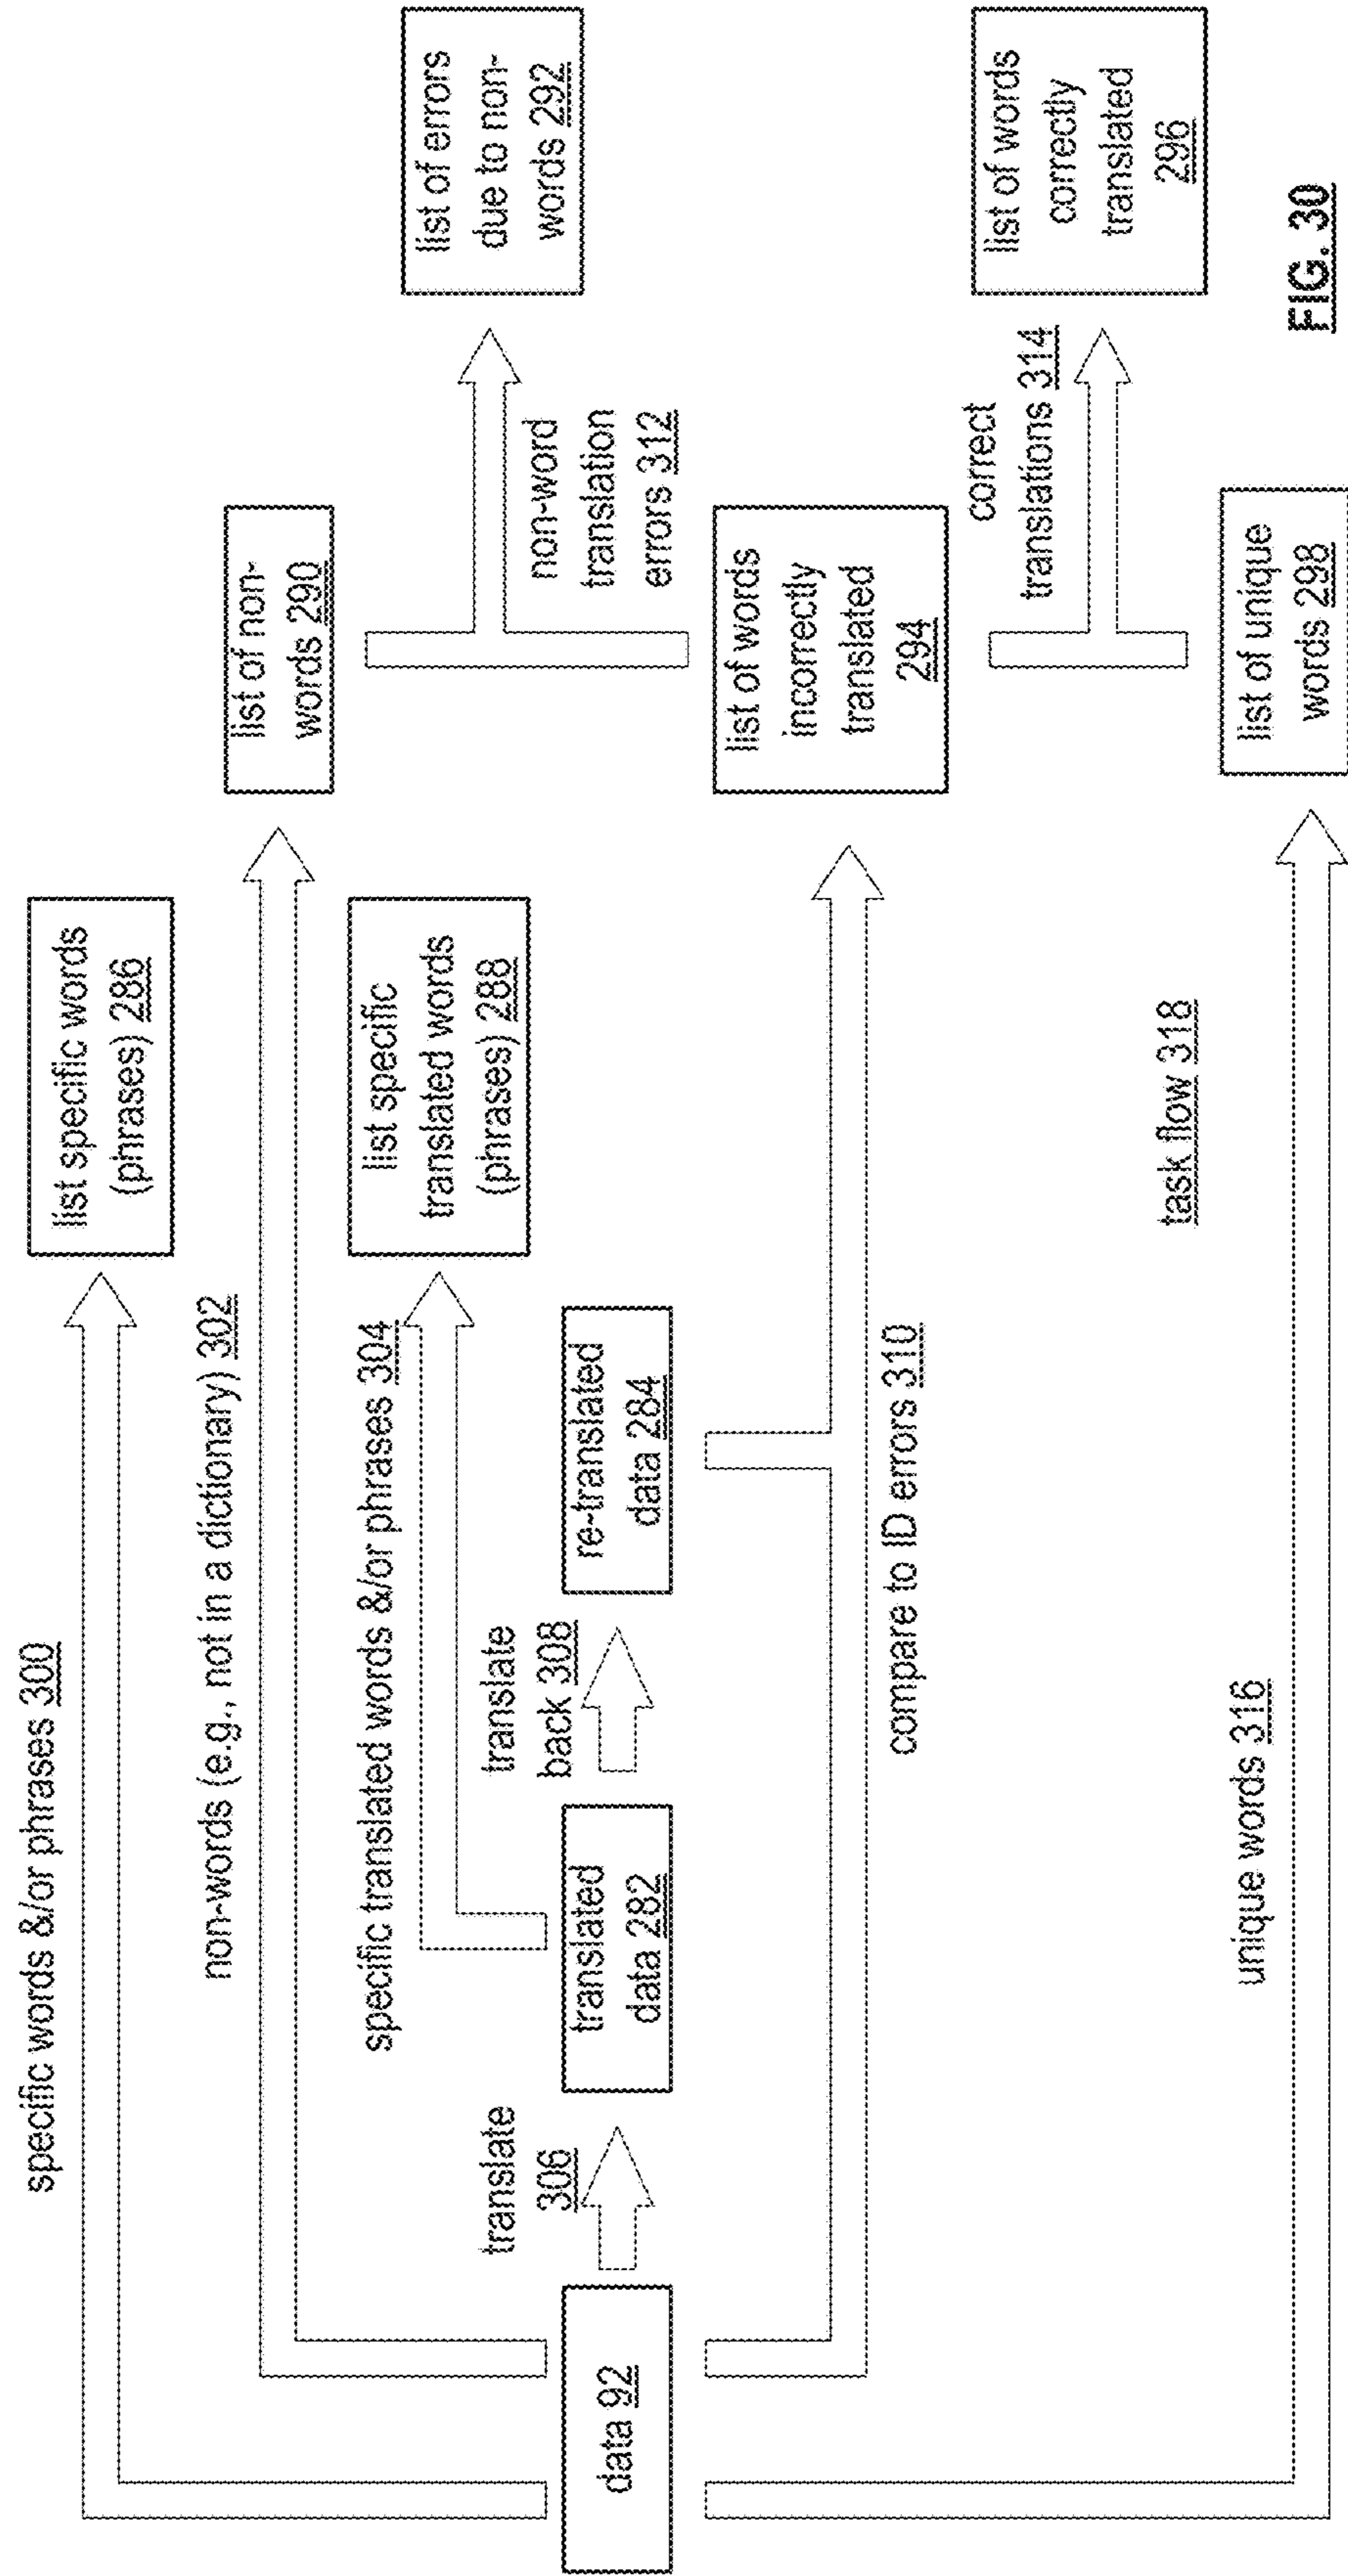 specific words &/or phrases 300
list specific words
(phrases) 286
non-words (e.g., not in a dictionary) 302
list of non-
words 290
specific translated words &/or phrases 304
list specific
translated words
(phrases) 288
list of errors
due to non-
words 292
non-word
translation
errors 312
translate
306
translate
back 308
data 92
translated
data 282
re-translated
data 284
list of words
incorrectly
translated
294
compare to ID errors 310
correct
translations 314
list of words
correctly
translated
296
task flow 318
unique words 316
list of unique
words 298
FIG. 30